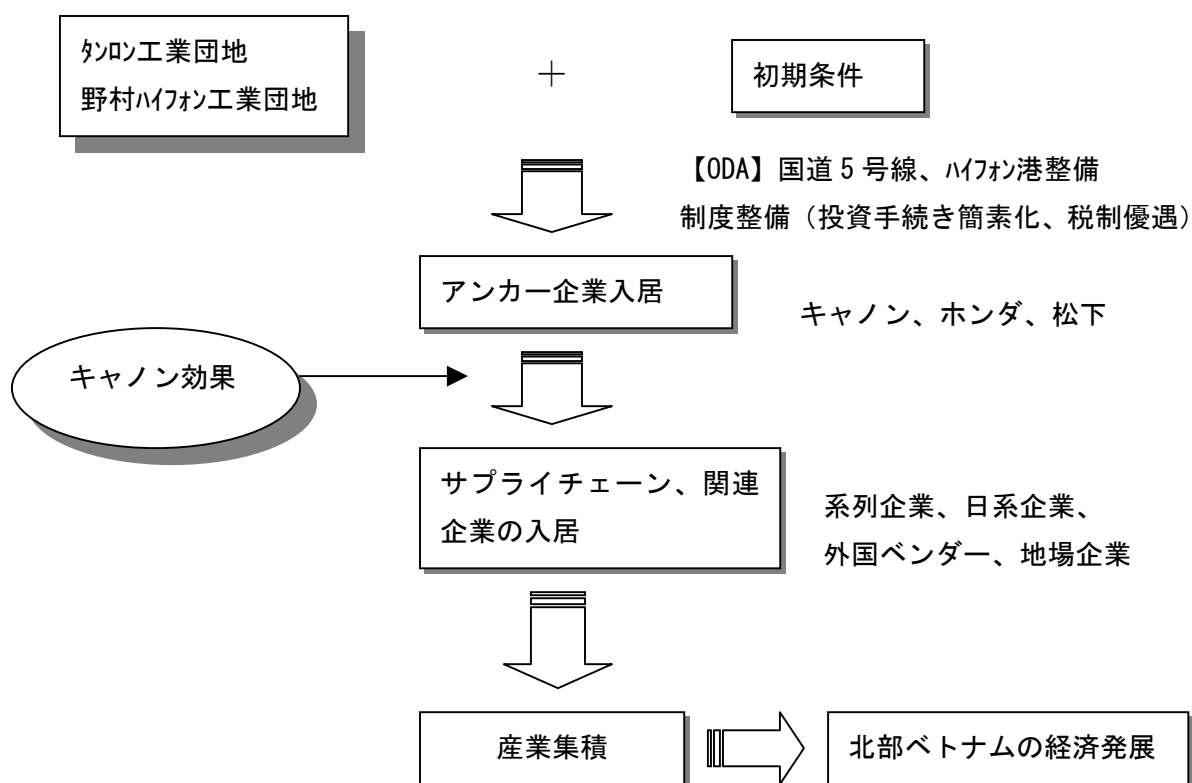 ﾀﾝﾛﾝ工業団地
野村ﾊｲﾌｫﾝ工業団地
＋
初期条件
【ODA】国道5号線、ﾊｲﾌｫﾝ港整備
制度整備（投資手続き簡素化、税制優遇）
アンカー企業入居
キャノン、ホンダ、松下
キャノン効果
サプライチェーン、関連
企業の入居
系列企業、日系企業、
外国ベンダー、地場企業
産業集積
北部ベトナムの経済発展